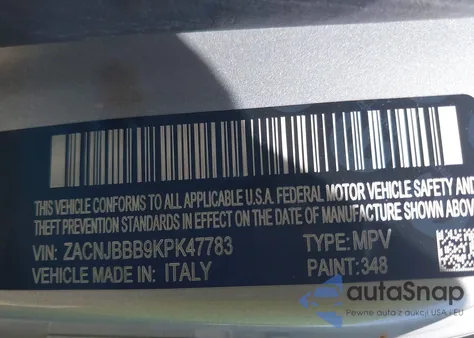 THIS VEHICLE CONFORMS TO ALL APPLICABLE U.S.A. FEDERAL MOTOR VEHICLE SAFETY AND
THEFT PREVENTION STANDARDS IN EFFECT ON THE DATE OF MANUFACTURE SHOWN ABOVE
VIN: ZACNJBBB9KPK47783 TYPE: MPV
VEHICLE MADE IN: ITALY PAINT: 348
autoSnap
Pewne auta z aukcji USA i EU